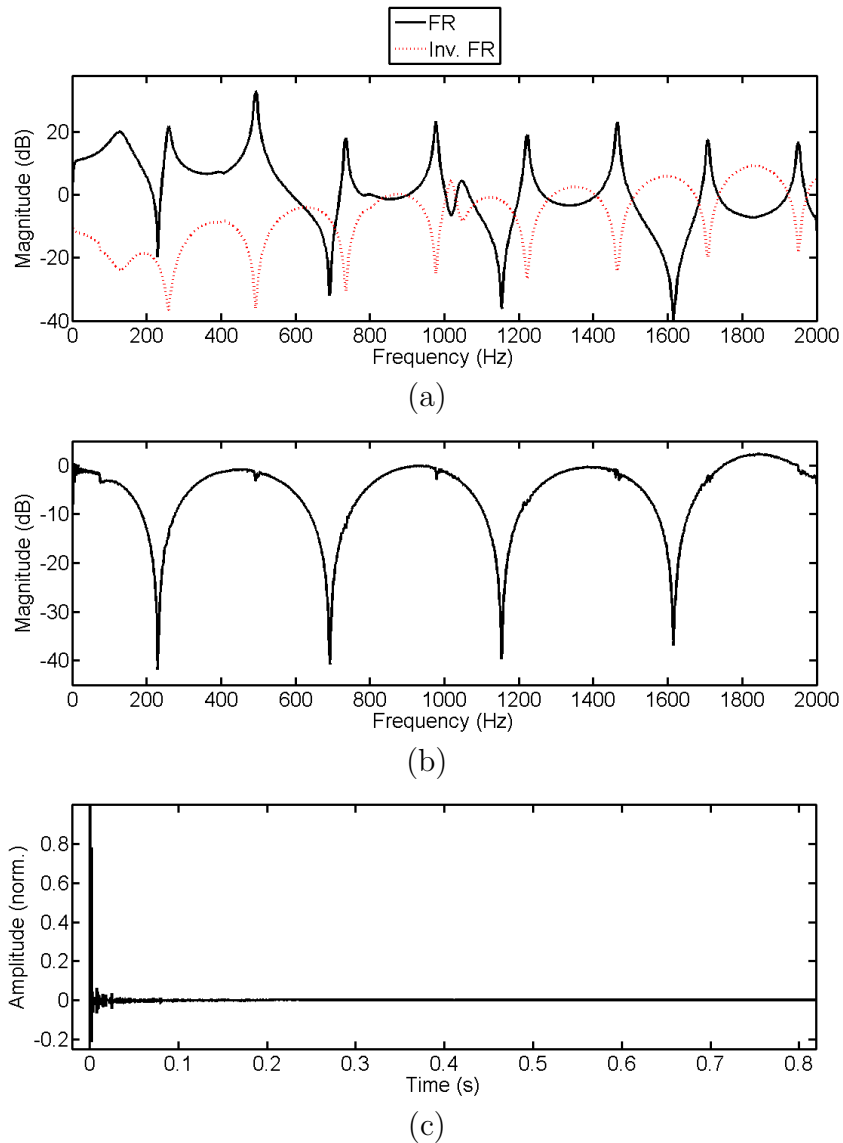 FR
Inv. FR
Magnitude (dB)
20
0
-20
-40
0 200 400 600 800 1000 1200 1400 1600 1800 2000
Frequency (Hz)
(a)
Magnitude (dB)
0
-10
-20
-30
-40
0 200 400 600 800 1000 1200 1400 1600 1800 2000
Frequency (Hz)
(b)
Amplitude (norm.)
0.8
0.6
0.4
0.2
0
-0.2
0 0.1 0.2 0.3 0.4 0.5 0.6 0.7 0.8
Time (s)
(c)